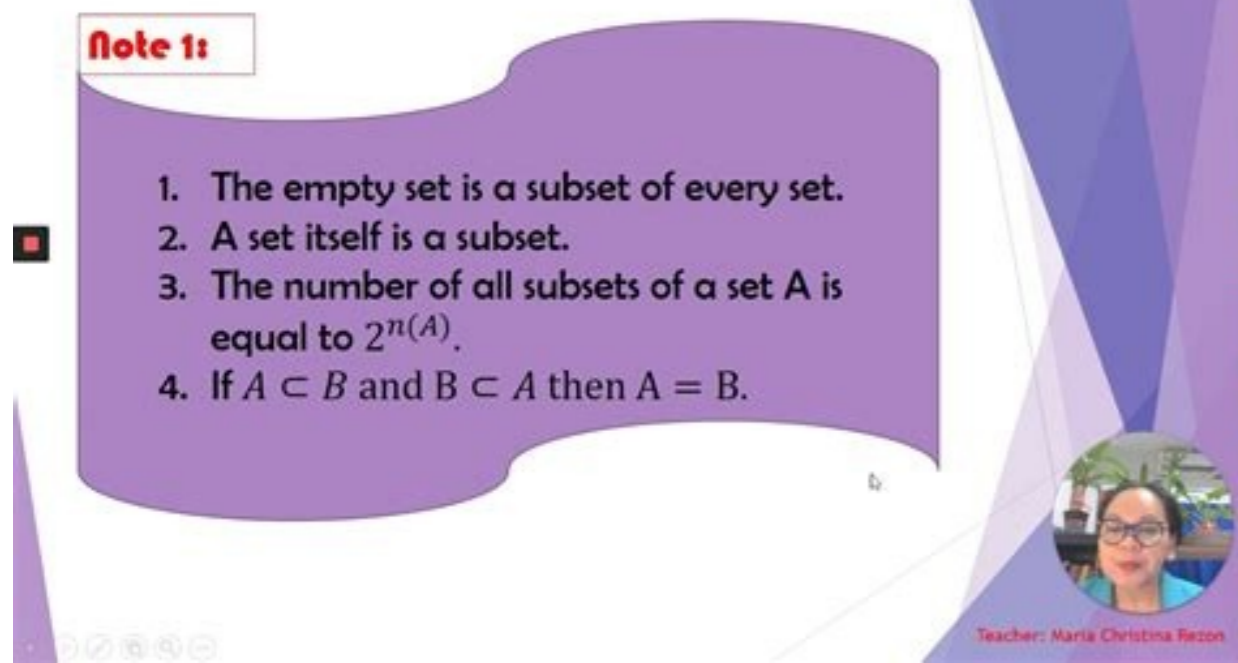 Note 1:
1. The empty set is a subset of every set.
2. A set itself is a subset.
3. The number of all subsets of a set A is
equal to 2^{n(A)}.
4. If A ⊂ B and B ⊂ A then A = B.
Teacher: Maria Christina Rezon